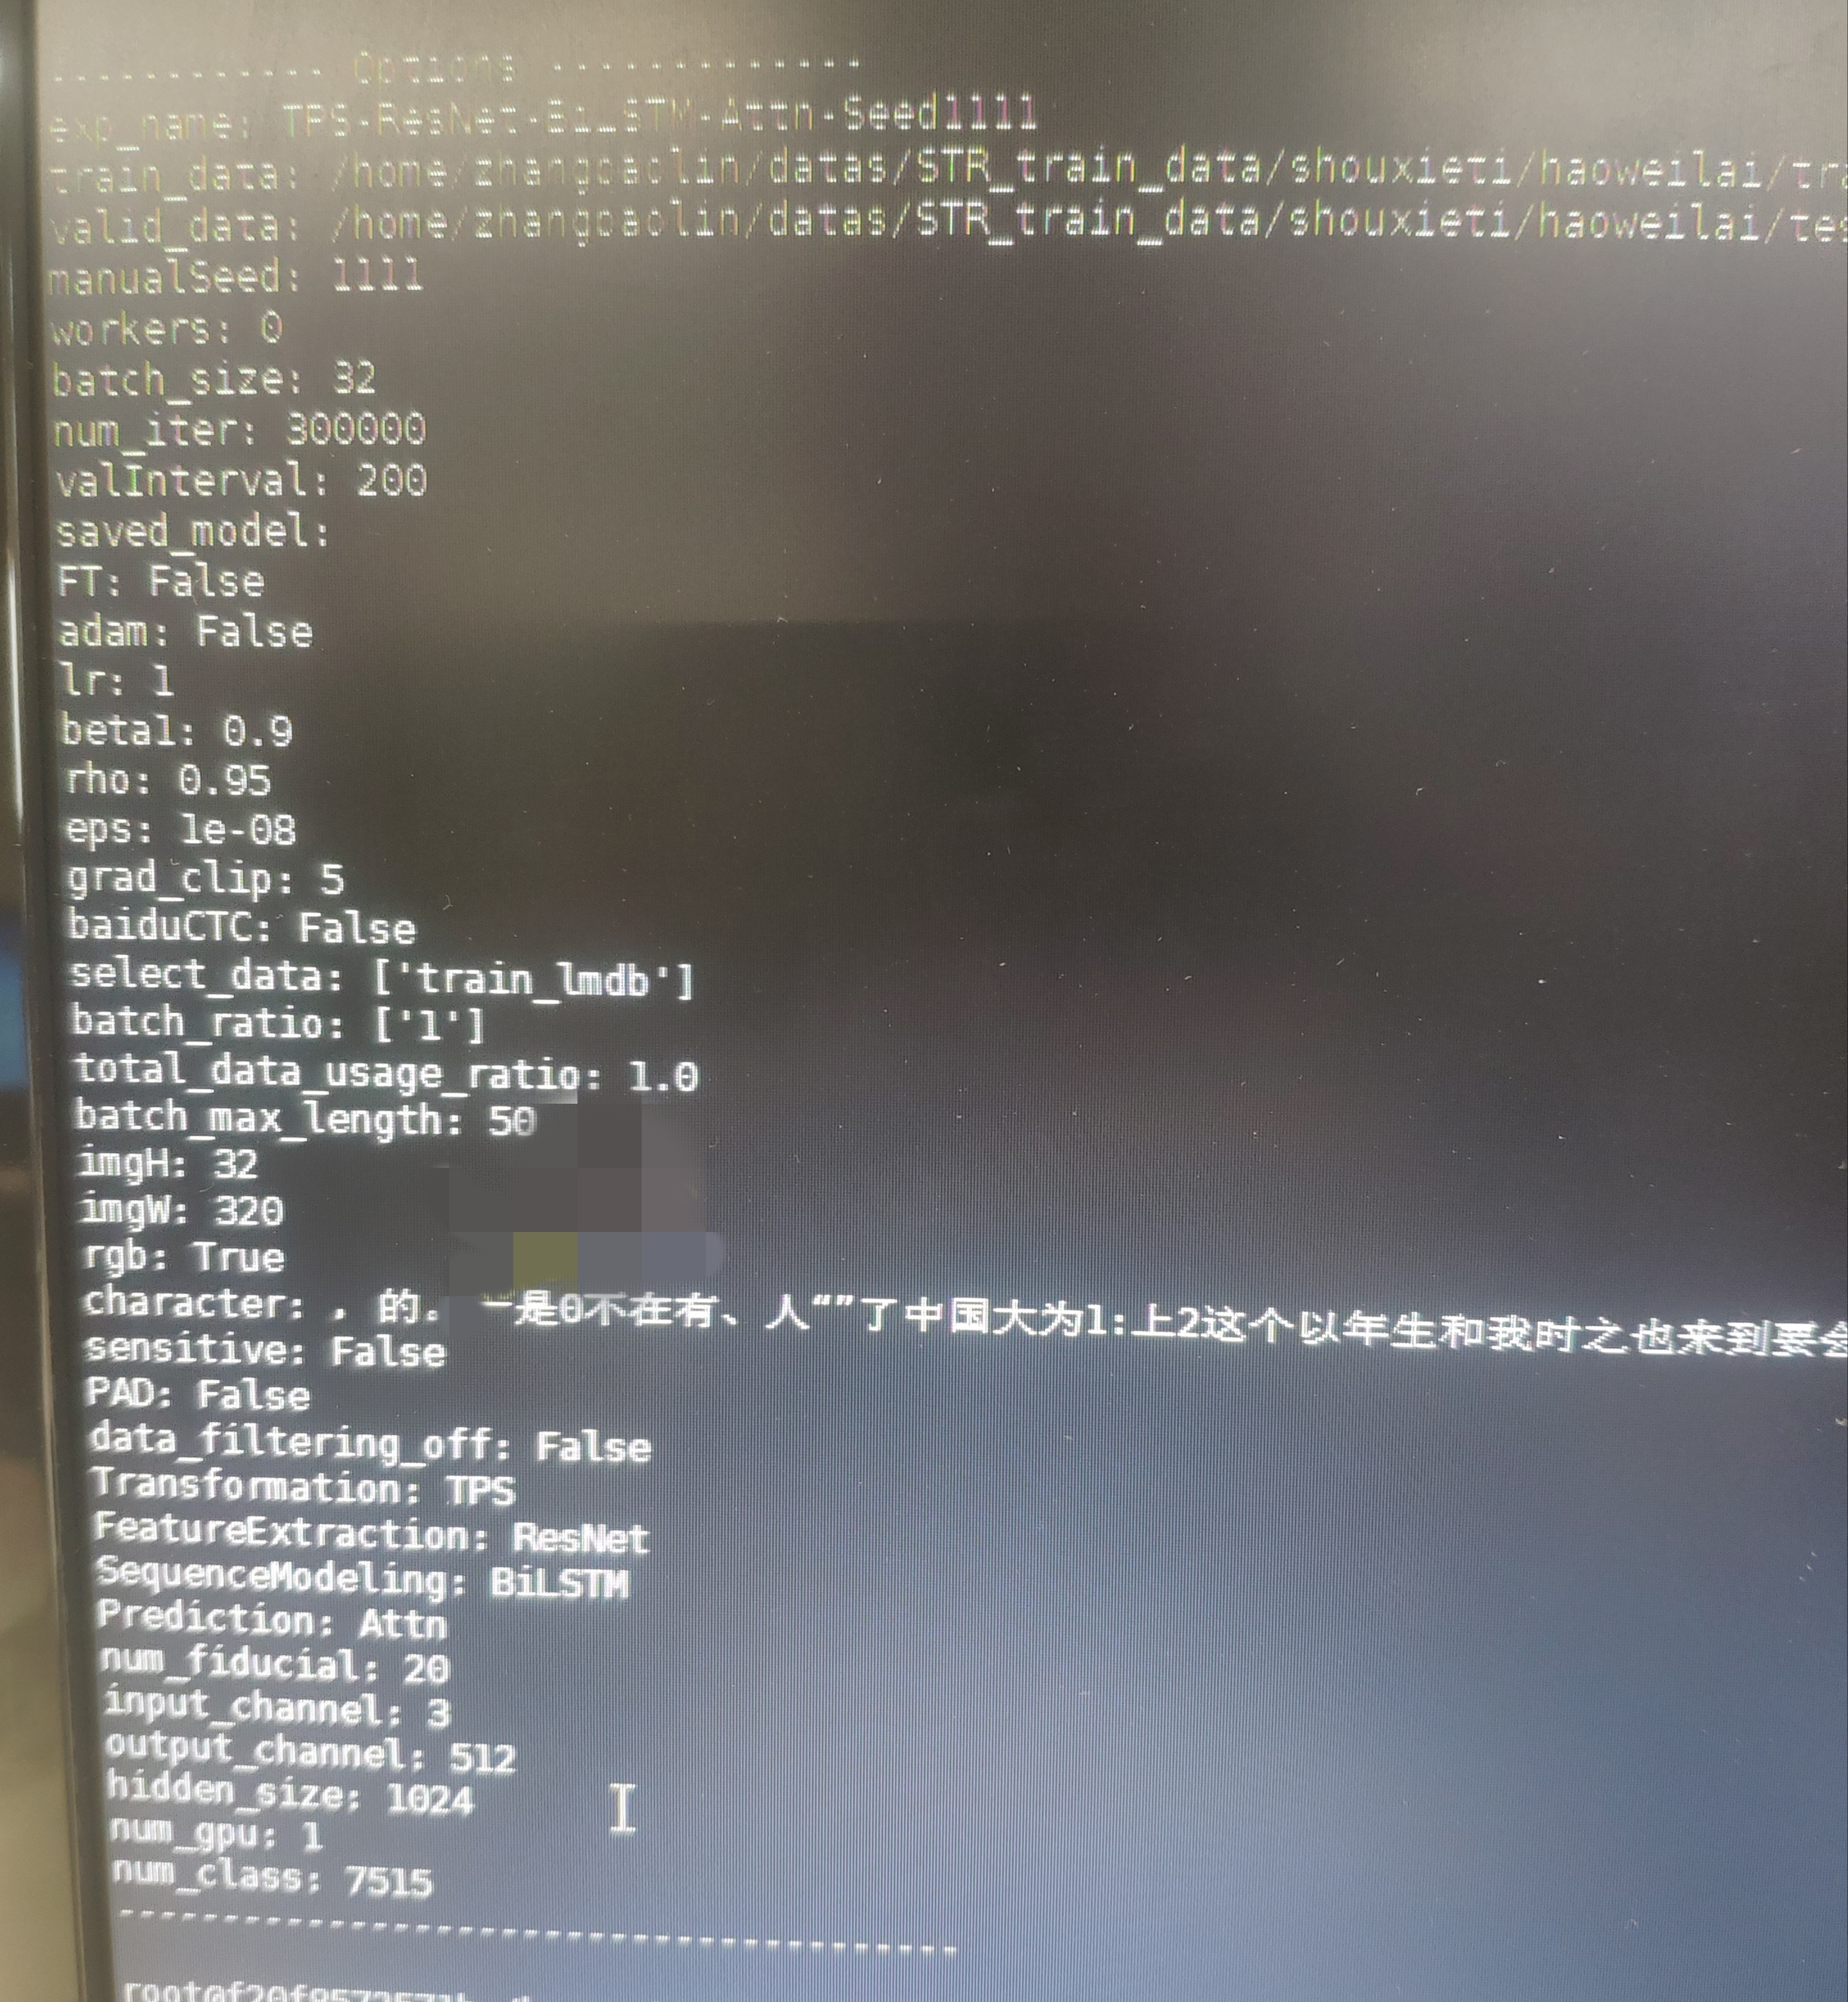 ------------ Options -------------
exp_name: TPS-ResNet-BiLSTM-Attn-Seed1111
train_data: /home/zhangcaolin/datas/STR_train_data/shouxieti/haoweilai/tra
valid_data: /home/zhangcaolin/datas/STR_train_data/shouxieti/haoweilai/tes
manualSeed: 1111
workers: 0
batch_size: 32
num_iter: 300000
valInterval: 200
saved_model:
FT: False
adam: False
lr: 1
beta1: 0.9
rho: 0.95
eps: 1e-08
grad_clip: 5
baiduCTC: False
select_data: ['train_lmdb']
batch_ratio: ['1']
total_data_usage_ratio: 1.0
batch_max_length: 50
imgH: 32
imgW: 320
rgb: True
character: , 的。 一是0不在有、人“”了中国大为1:上2这个以年生和我时之也来到要会
sensitive: False
PAD: False
data_filtering_off: False
Transformation: TPS
FeatureExtraction: ResNet
SequenceModeling: BiLSTM
Prediction: Attn
num_fiducial: 20
input_channel: 3
output_channel: 512
hidden_size: 1024
num_gpu: 1
num_class: 7515
----------------------------------------